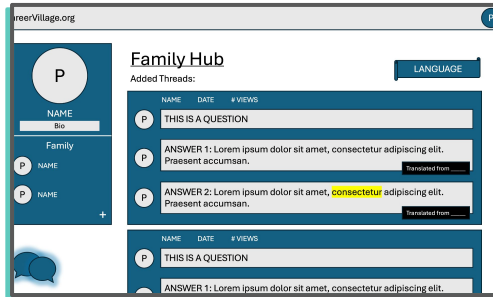 reerVillage.org
P
P
NAME
Bio
Family
P NAME
P NAME
+
Family Hub
Added Threads:
LANGUAGE
NAME DATE # VIEWS
P THIS IS A QUESTION
P ANSWER 1: Lorem ipsum dolor sit amet, consectetur adipiscing elit.
Praesent accumsan.
Translated from ____
P ANSWER 2: Lorem ipsum dolor sit amet, consectetur adipiscing elit.
Praesent accumsan.
Translated from ____
NAME DATE # VIEWS
P THIS IS A QUESTION
ANSWER 1: Lorem ipsum dolor sit amet, consectetur adipiscing elit.